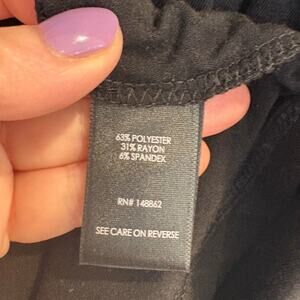 63% POLYESTER
31% RAYON
6% SPANDEX
RN# 148862
SEE CARE ON REVERSE